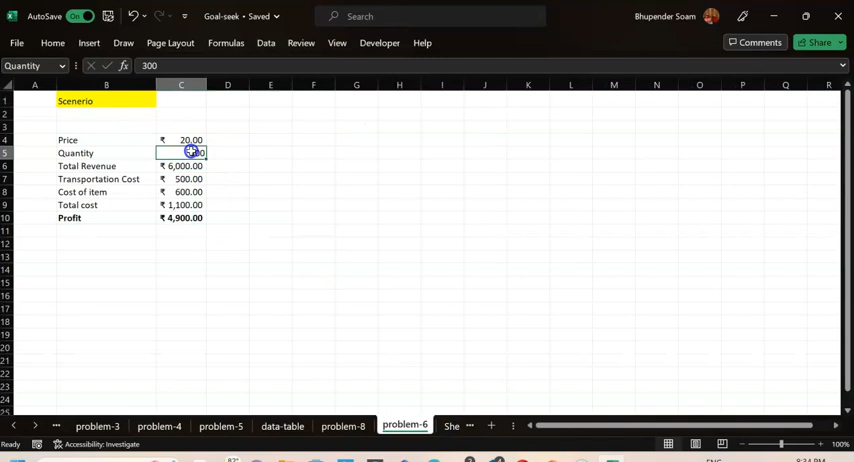 AutoSave On Goal-seek • Saved Search Bhupender Soam
File Home Insert Draw Page Layout Formulas Data Review View Developer Help Comments Share
Quantity fx 300
A B C D E F G H I J K L M N O P Q R
1 Scenerio
2
3
4 Price ₹ 20.00
5 Quantity
6 Total Revenue ₹ 6,000.00
7 Transportation Cost ₹ 500.00
8 Cost of item ₹ 600.00
9 Total cost ₹ 1,100.00
10 Profit ₹ 4,900.00
11
12
13
14
15
16
17
18
19
20
21
22
23
24
25
problem-3 problem-4 problem-5 data-table problem-8 problem-6 She
Ready Accessibility: Investigate 100%
82° ENG 8:34 PM